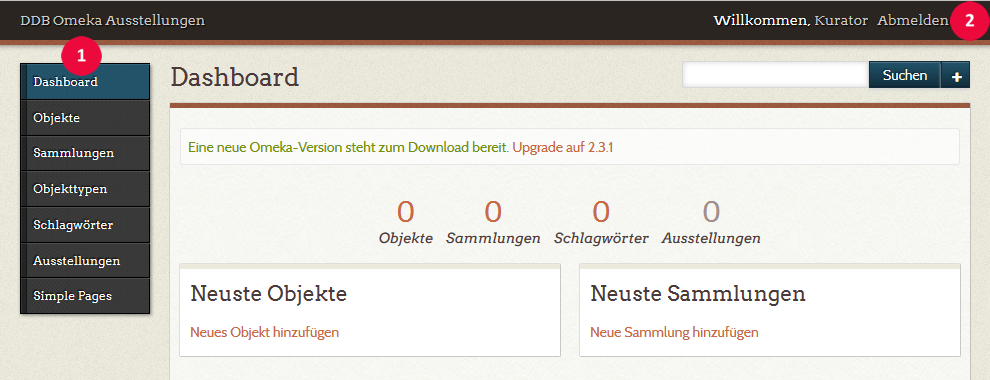 DDB Omeka Ausstellungen
Willkommen, Kurator Abmelden
2
1
Dashboard
Objekte
Sammlungen
Objekttypen
Schlagwörter
Ausstellungen
Simple Pages
Dashboard
Suchen +
Eine neue Omeka-Version steht zum Download bereit. Upgrade auf 2.3.1
0 0 0 0
Objekte Sammlungen Schlagwörter Ausstellungen
Neuste Objekte
Neues Objekt hinzufügen
Neuste Sammlungen
Neue Sammlung hinzufügen